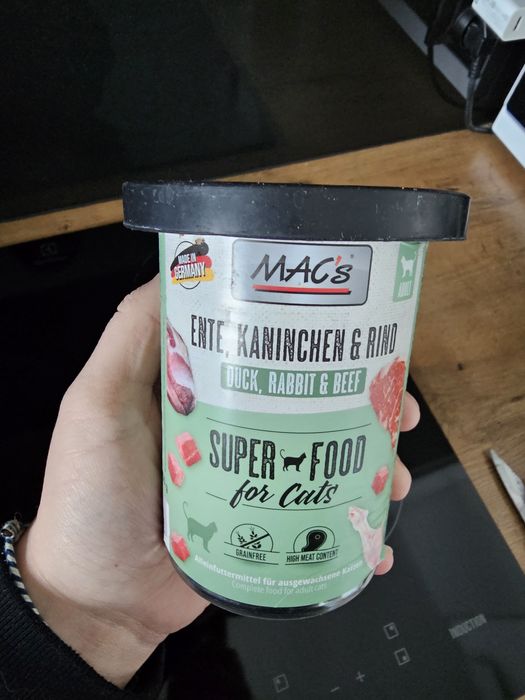 MADE IN
GERMANY
MAC's
ADULT
ENTE, KANINCHEN & RIND
DUCK, RABBIT & BEEF
SUPER FOOD
for Cats
GRAINFREE
HIGH MEAT CONTENT
Alleinfuttermittel für ausgewachsene Katzen
Complete food for adult cats
INDUCTION